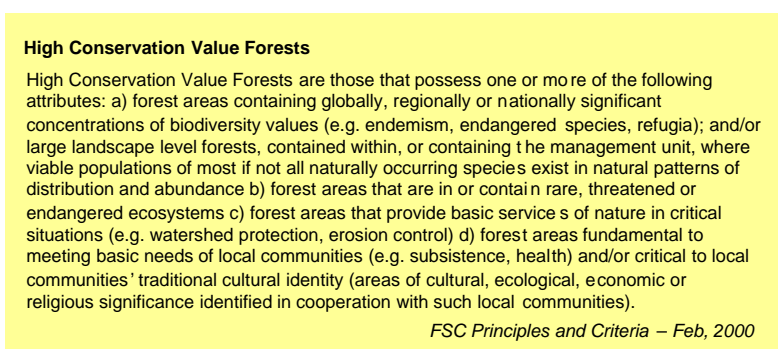 High Conservation Value Forests
High Conservation Value Forests are those that possess one or more of the following
attributes: a) forest areas containing globally, regionally or nationally significant
concentrations of biodiversity values (e.g. endemism, endangered species, refugia); and/or
large landscape level forests, contained within, or containing the management unit, where
viable populations of most if not all naturally occurring species exist in natural patterns of
distribution and abundance b) forest areas that are in or contain rare, threatened or
endangered ecosystems c) forest areas that provide basic services of nature in critical
situations (e.g. watershed protection, erosion control) d) forest areas fundamental to
meeting basic needs of local communities (e.g. subsistence, health) and/or critical to local
communities' traditional cultural identity (areas of cultural, ecological, economic or
religious significance identified in cooperation with such local communities).
FSC Principles and Criteria – Feb, 2000